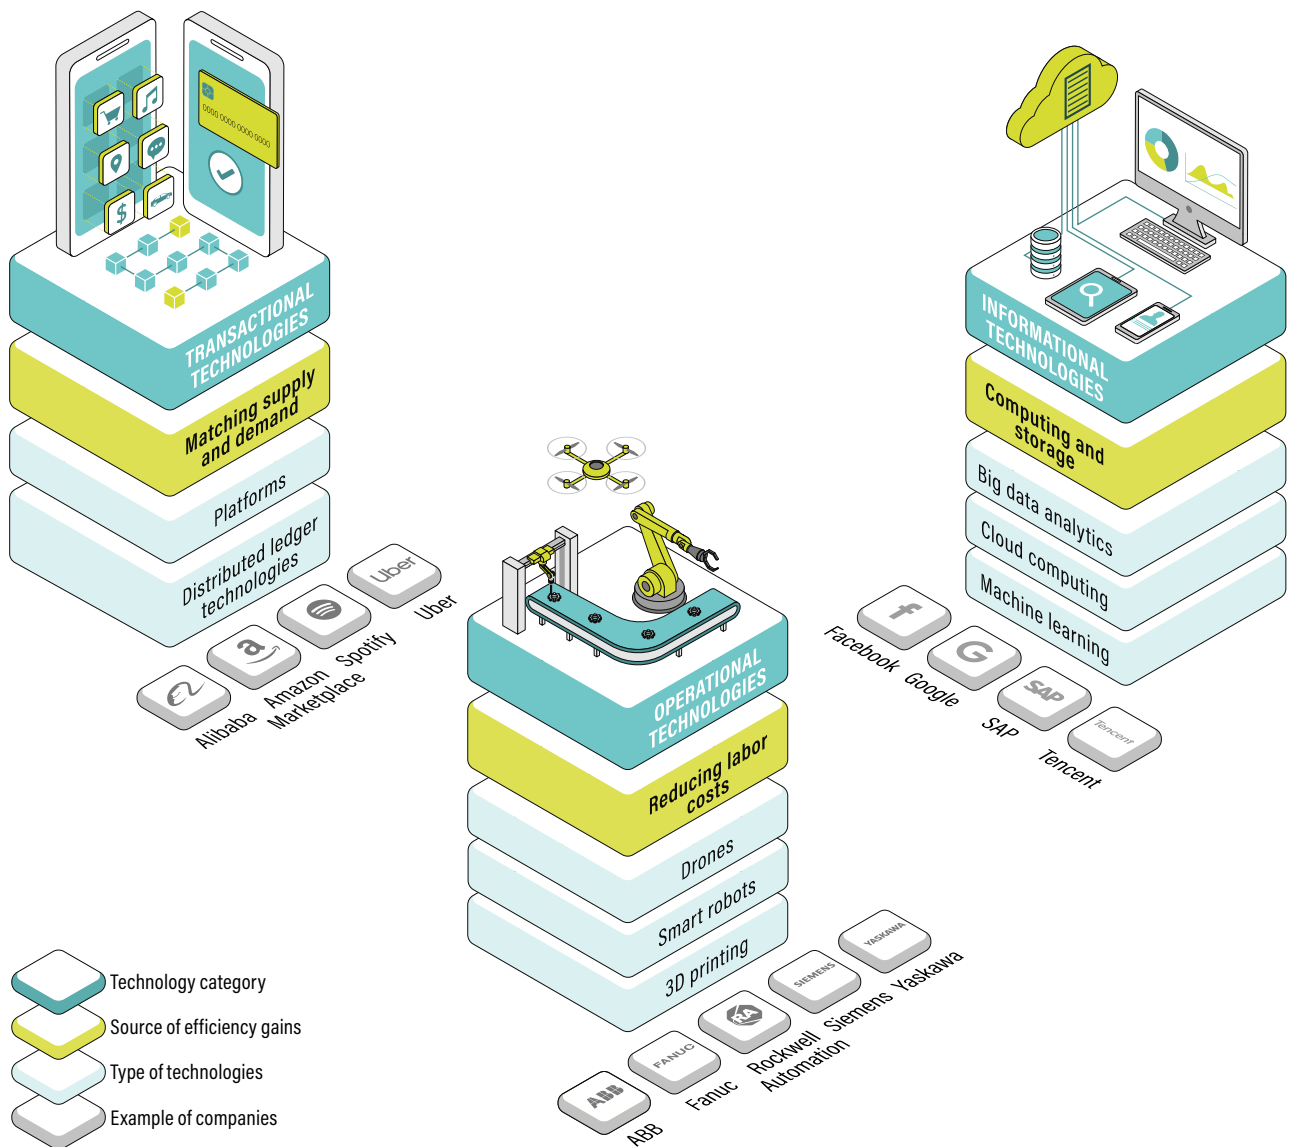 0000 0000 0000 0000
$
TRANSACTIONAL
TECHNOLOGIES
Matching supply
and demand
Platforms
Distributed ledger
technologies
Uber
Uber
Spotify
a
Amazon
Marketplace
Alibaba
OPERATIONAL
TECHNOLOGIES
Reducing labor
costs
Drones
Smart robots
3D printing
YASKAWA
Yaskawa
SIEMENS
Siemens
RA
Rockwell
Automation
FANUC
Fanuc
ABB
ABB
INFORMATIONAL
TECHNOLOGIES
Computing and
storage
Big data analytics
Cloud computing
Machine learning
f
Facebook
G
Google
SAP
SAP
Tencent
Tencent
Technology category
Source of efficiency gains
Type of technologies
Example of companies